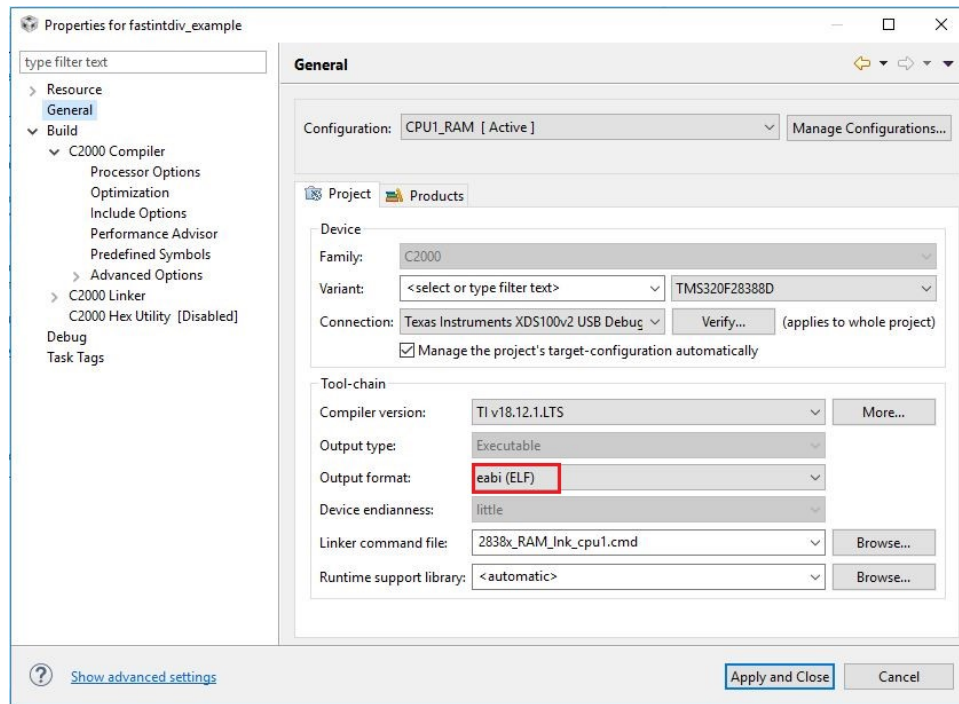 Properties for fastintdiv_example
type filter text
Resource
General
Build
C2000 Compiler
Processor Options
Optimization
Include Options
Performance Advisor
Predefined Symbols
Advanced Options
C2000 Linker
C2000 Hex Utility [Disabled]
Debug
Task Tags
General
Configuration: CPU1_RAM [ Active ] Manage Configurations...
Project Products
Device
Family: C2000
Variant: <select or type filter text> TMS320F28388D
Connection: Texas Instruments XDS100v2 USB Debug Verify... (applies to whole project)
Manage the project's target-configuration automatically
Tool-chain
Compiler version: TI v18.12.1.LTS More...
Output type: Executable
Output format: eabi (ELF)
Device endianness: little
Linker command file: 2838x_RAM_lnk_cpu1.cmd Browse...
Runtime support library: <automatic> Browse...
Show advanced settings Apply and Close Cancel